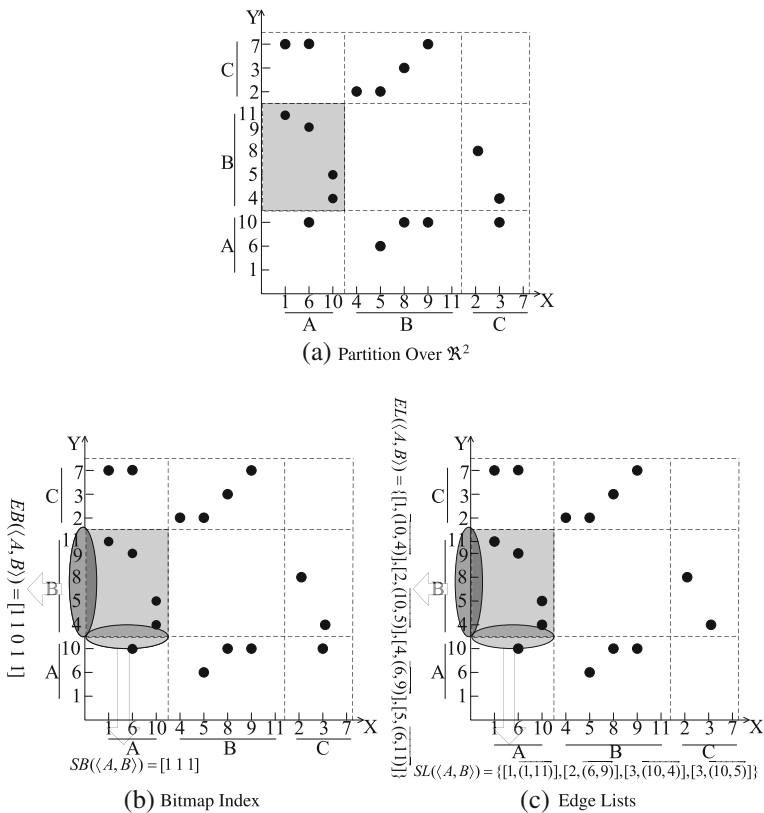 Y
7
C 3
2
11
9
B 8
5
4
10
A 6
1
1 6 10 4 5 8 9 11 2 3 7 X
A B C
(a) Partition Over ℜ²
EB(⟨A,B⟩) = [1 1 0 1 1]
Y
7
C 3
2
11
9
B 8
5
4
10
A 6
1
1 6 10 4 5 8 9 11 2 3 7 X
A B C
SB(⟨A, B⟩) = [1 1 1]
(b) Bitmap Index
EL(⟨A, B⟩) = {[1,(10,4)],[2,(10,5)],[4,(6,9)],[5,(6,11)]}
Y
7
C 3
2
11
9
B 8
5
4
10
A 6
1
1 6 10 4 5 8 9 11 2 3 7 X
A B C
SL(⟨A, B⟩) = {[1,(1,11)],[2,(6,9)],[3,(10,4)],[3,(10,5)]}
(c) Edge Lists